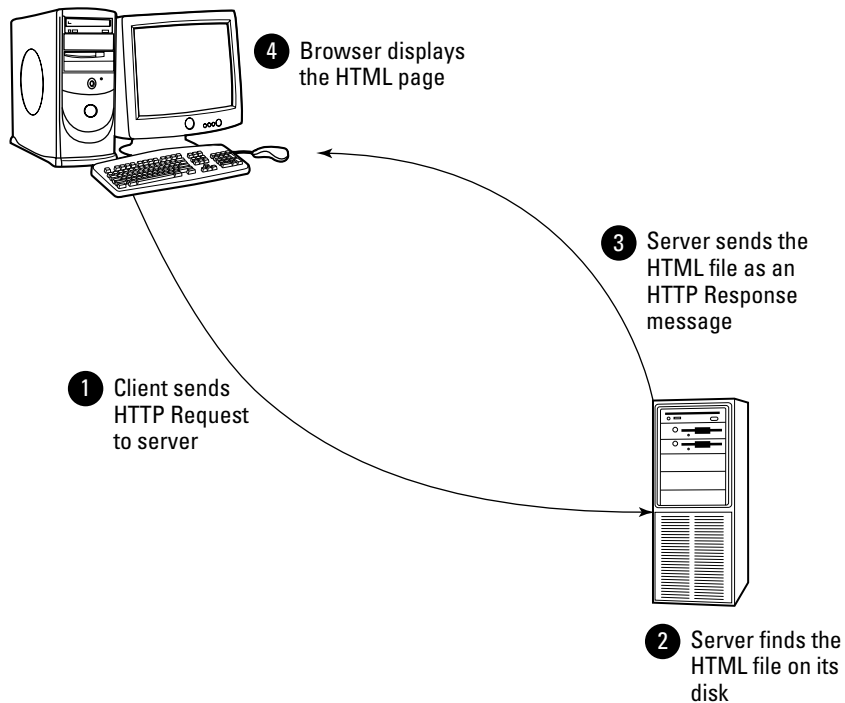 4 Browser displays
the HTML page
3 Server sends the
HTML file as an
HTTP Response
message
1 Client sends
HTTP Request
to server
2 Server finds the
HTML file on its
disk